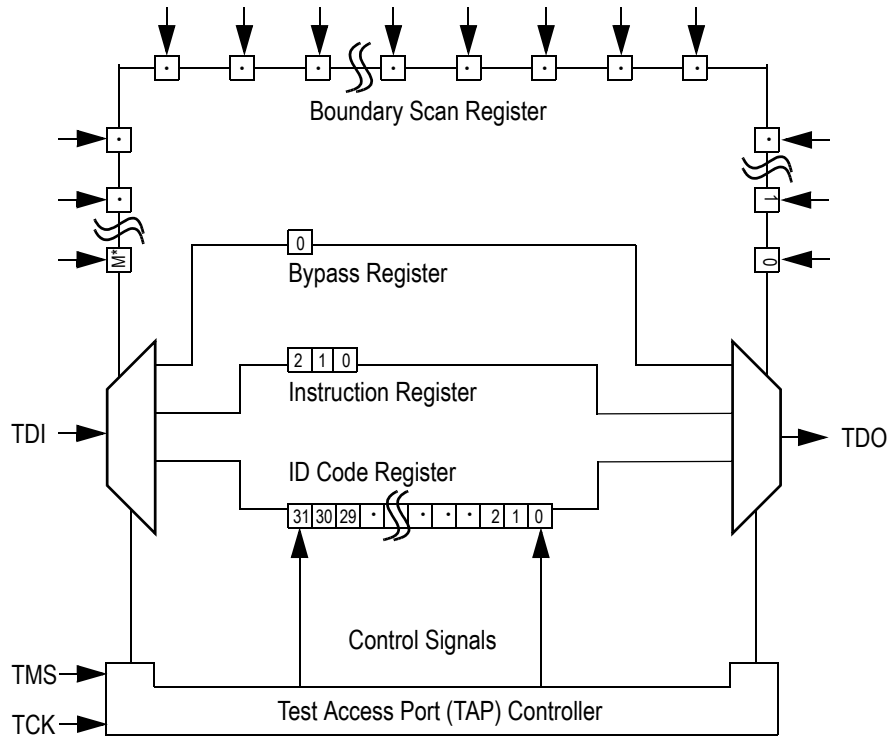 · · · · · · · ·
Boundary Scan Register
· ·
· 1
M* 0
0
Bypass Register
2 1 0
Instruction Register
TDI
TDO
ID Code Register
31 30 29 · · · · 2 1 0
Control Signals
TMS
Test Access Port (TAP) Controller
TCK